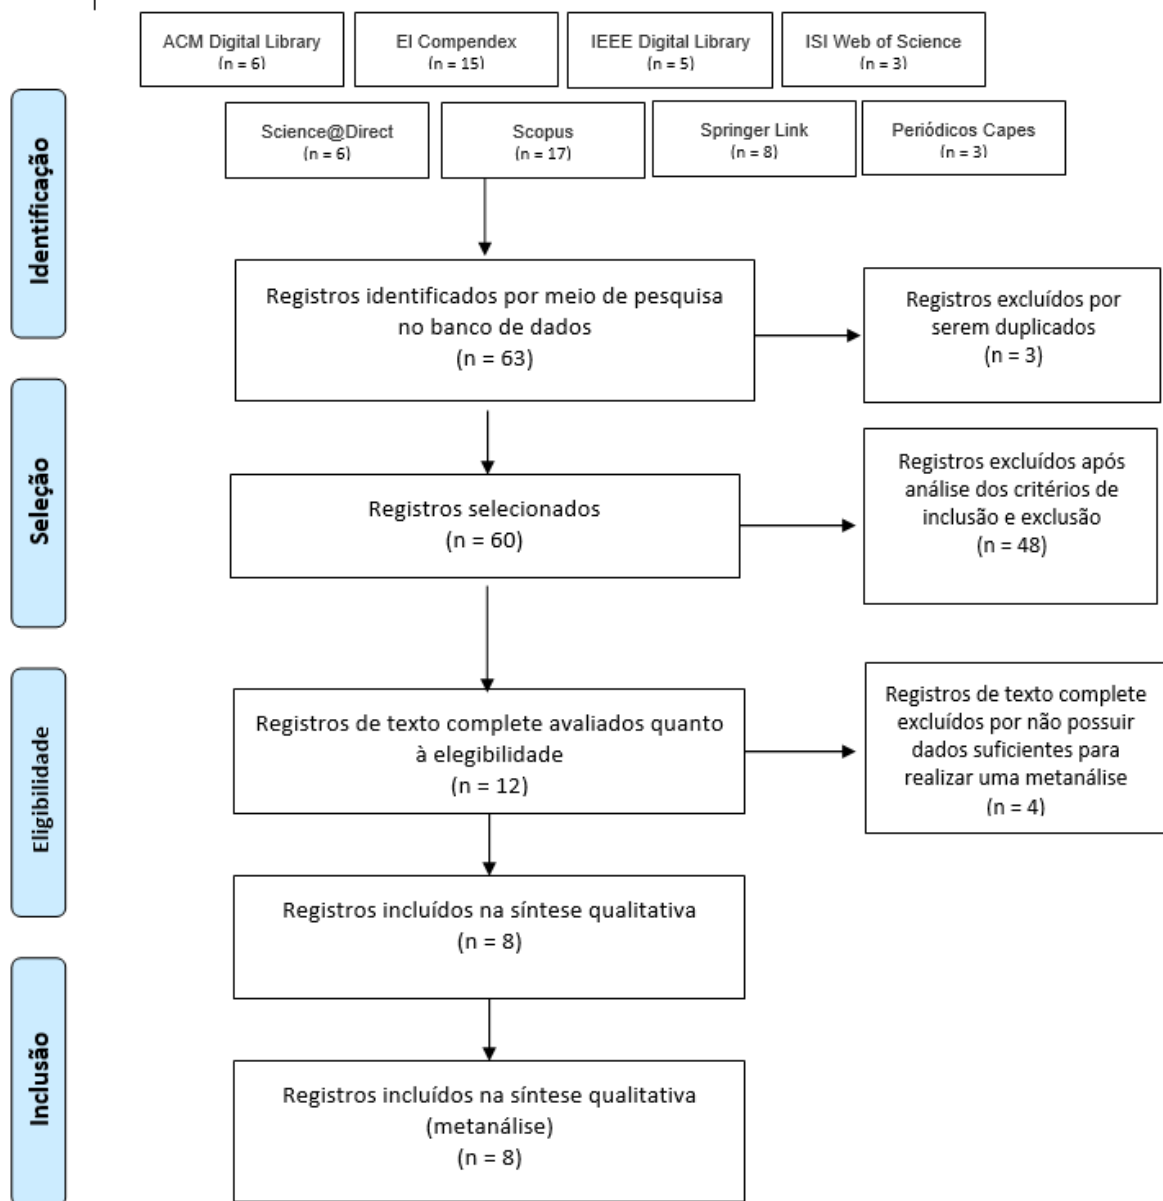 ACM Digital Library
(n = 6)
EI Compendex
(n = 15)
IEEE Digital Library
(n = 5)
ISI Web of Science
(n = 3)
Science@Direct
(n = 6)
Scopus
(n = 17)
Springer Link
(n = 8)
Periódicos Capes
(n = 3)
Identificação
Registros identificados por meio de pesquisa
no banco de dados
(n = 63)
Registros excluídos por
serem duplicados
(n = 3)
Seleção
Registros selecionados
(n = 60)
Registros excluídos após
análise dos critérios de
inclusão e exclusão
(n = 48)
Eligibilidade
Registros de texto complete avaliados quanto
à elegibilidade
(n = 12)
Registros de texto complete
excluídos por não possuir
dados suficientes para
realizar uma metanálise
(n = 4)
Registros incluídos na síntese qualitativa
(n = 8)
Inclusão
Registros incluídos na síntese qualitativa
(metanálise)
(n = 8)